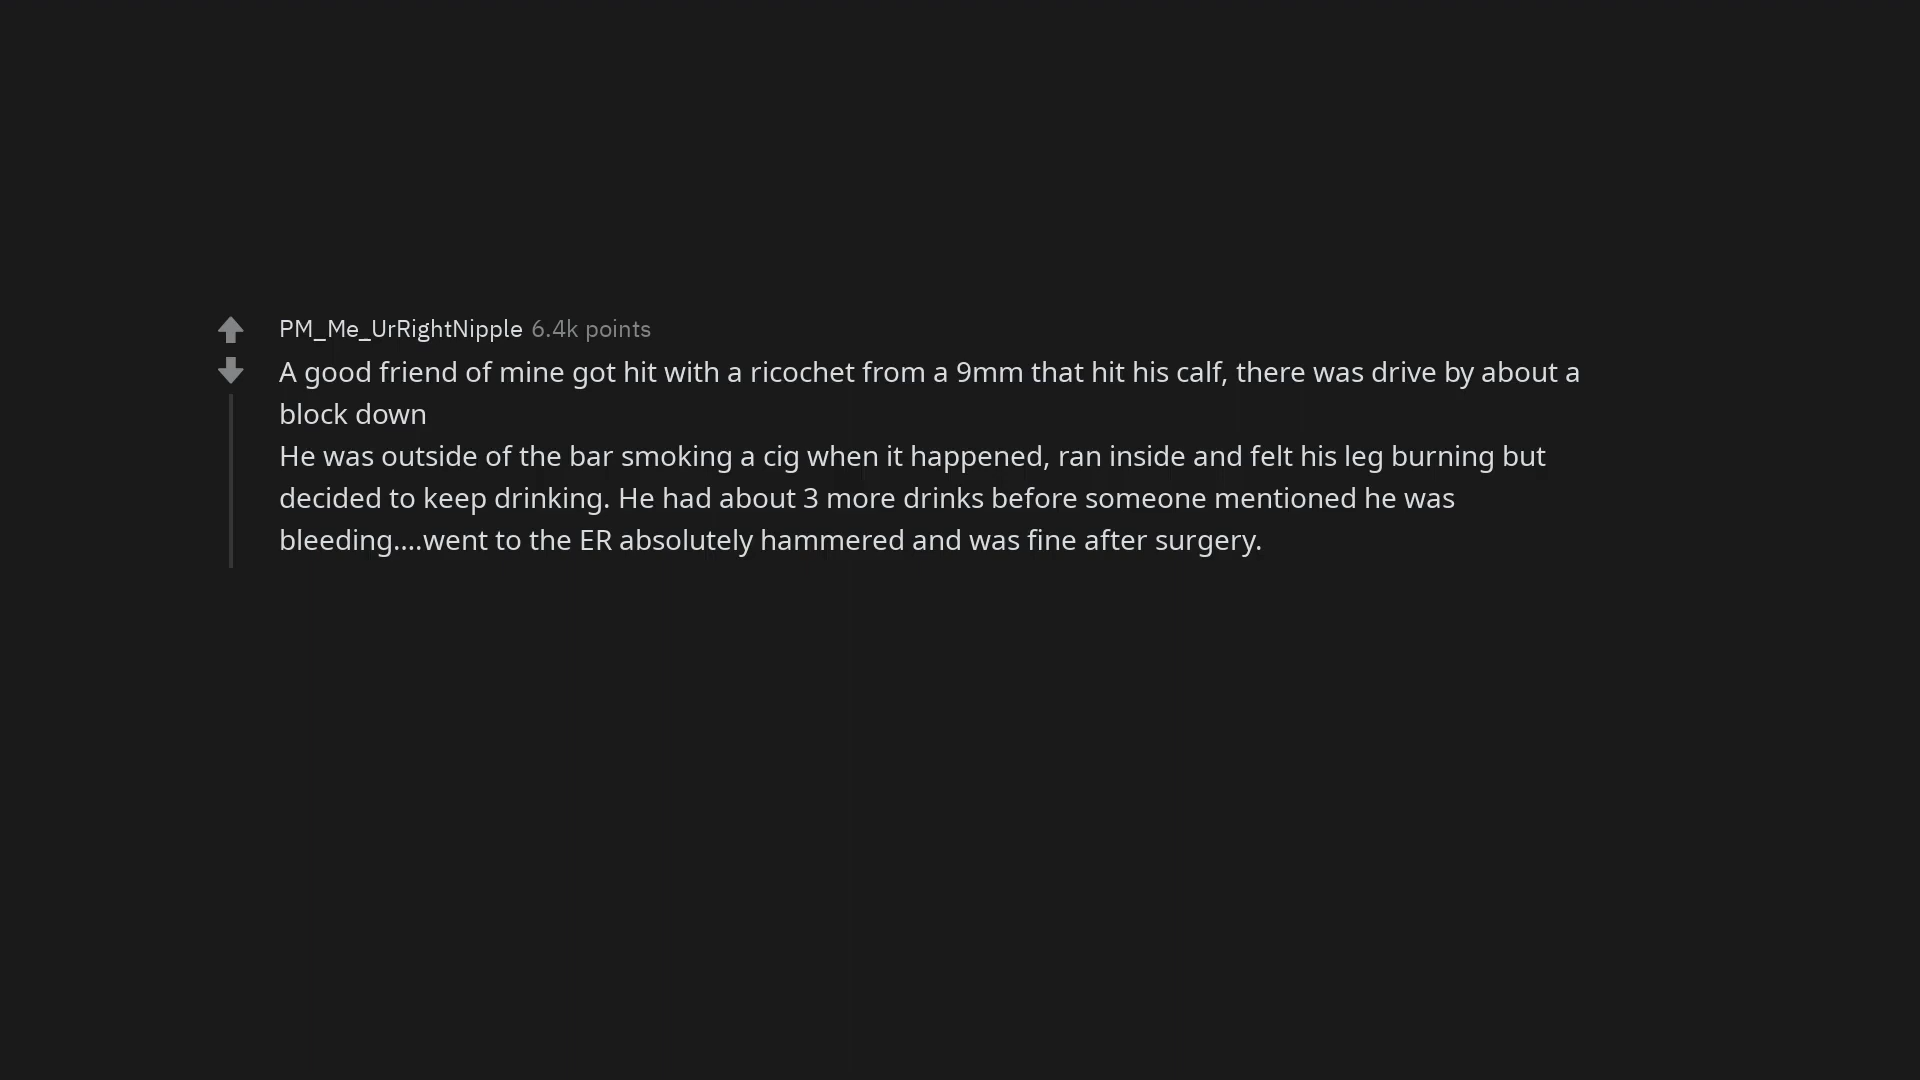 PM_Me_UrRightNipple 6.4k points
A good friend of mine got hit with a ricochet from a 9mm that hit his calf, there was drive by about a
block down
He was outside of the bar smoking a cig when it happened, ran inside and felt his leg burning but
decided to keep drinking. He had about 3 more drinks before someone mentioned he was
bleeding....went to the ER absolutely hammered and was fine after surgery.